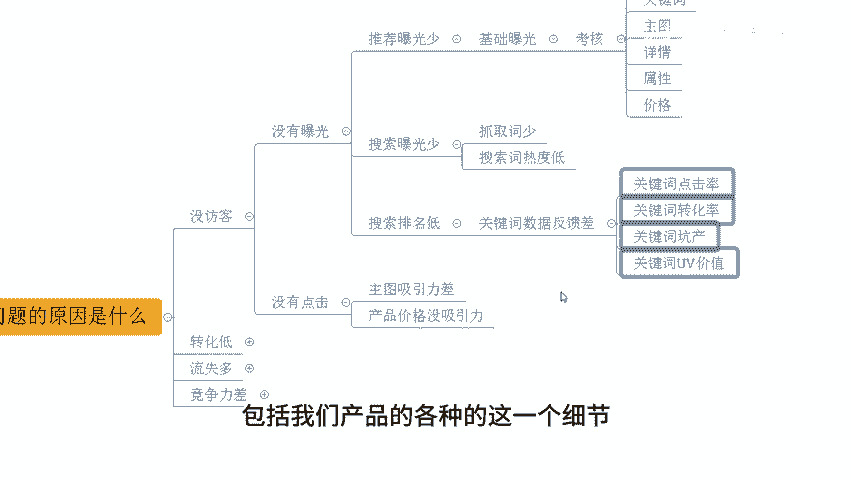 关键词
主图
推荐曝光少
基础曝光
考核
详情
属性
价格
没有曝光
搜索曝光少
抓取词少
搜索词热度低
没访客
搜索排名低
关键词数据反馈差
关键词点击率
关键词转化率
关键词坑产
关键词UV价值
没有点击
主图吸引力差
产品价格没吸引力
题的原因是什么
转化低
流失多
竞争力差
包括我们产品的各种的这一个细节